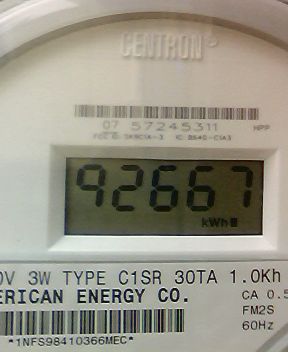 CENTRON®
07 57245311 HPP
92667
kWh
0V 3W TYPE C1SR 30TA 1.0Kh
ERICAN ENERGY CO. CA 0.5
FM2S
60Hz
*1NFS98410366MEC*